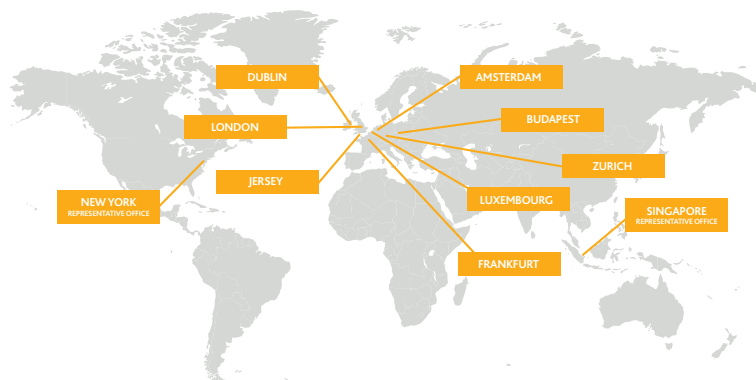 DUBLIN
AMSTERDAM
LONDON
BUDAPEST
JERSEY
ZURICH
NEW YORK
REPRESENTATIVE OFFICE
LUXEMBOURG
SINGAPORE
REPRESENTATIVE OFFICE
FRANKFURT